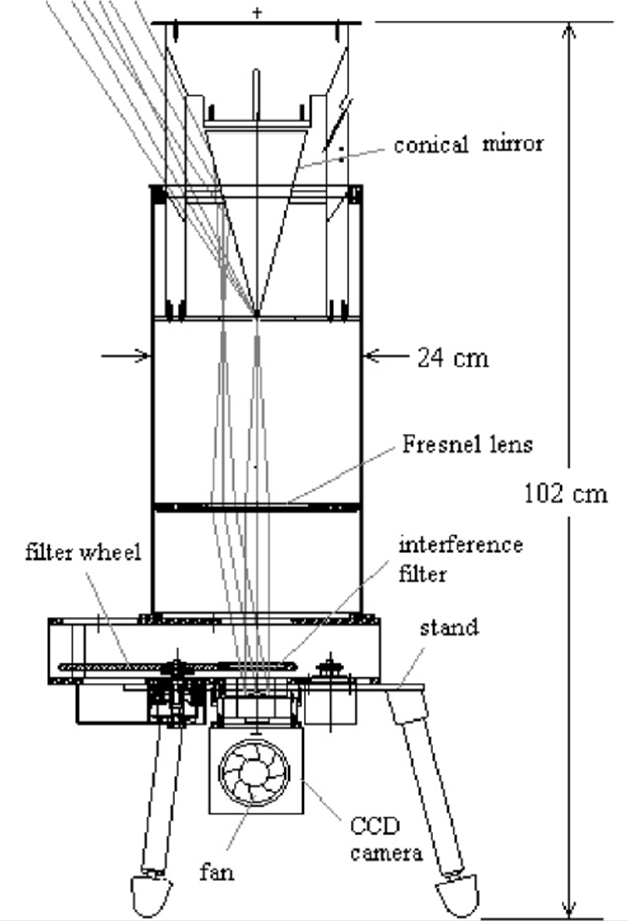 conical mirror
24 cm
Fresnel lens
102 cm
filter wheel
interference
filter
stand
CCD
camera
fan